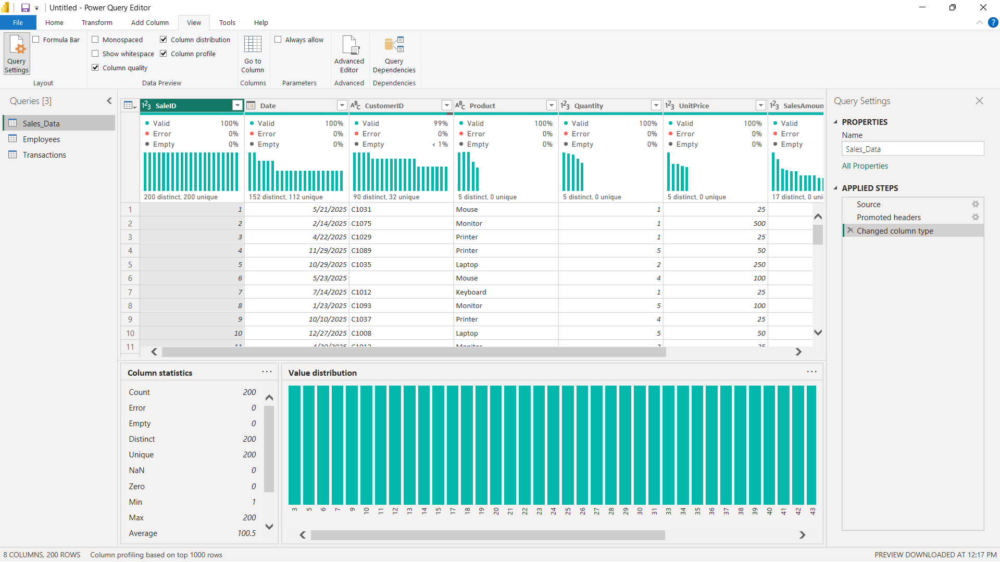 Untitled - Power Query Editor
File Home Transform Add Column View Tools Help
Query Settings
Formula Bar
Layout
Monospaced
Show whitespace
Column quality
Column distribution
Column profile
Data Preview
Go to Column
Columns
Always allow
Parameters
Advanced Editor
Advanced
Query Dependencies
Dependencies
Queries [3]
Sales_Data
Employees
Transactions
SaleID Date CustomerID Product Quantity UnitPrice SalesAmoun
Valid 100% Valid 100% Valid 99% Valid 100% Valid 100% Valid 100% Valid
Error 0% Error 0% Error 0% Error 0% Error 0% Error 0% Error
Empty 0% Empty 0% Empty < 1% Empty 0% Empty 0% Empty 0% Empty
200 distinct, 200 unique 152 distinct, 112 unique 90 distinct, 32 unique 5 distinct, 0 unique 5 distinct, 0 unique 5 distinct, 0 unique 17 distinct, 0 uni
1 1 5/21/2025 C1031 Mouse 1 25
2 2 2/14/2025 C1075 Monitor 1 500
3 3 4/22/2025 C1029 Printer 1 25
4 4 11/29/2025 C1089 Printer 5 50
5 5 10/29/2025 C1035 Laptop 2 250
6 6 5/23/2025 Mouse 4 100
7 7 7/14/2025 C1012 Keyboard 1 25
8 8 1/23/2025 C1093 Monitor 5 100
9 9 10/10/2025 C1037 Printer 4 25
10 10 12/27/2025 C1008 Laptop 5 50
11
Column statistics
Count 200
Error 0
Empty 0
Distinct 200
Unique 200
NaN 0
Zero 0
Min 1
Max 200
Average 100.5
Value distribution
3 5 6 7 9 10 11 12 13 14 15 17 18 19 20 21 22 23 24 25 26 27 28 29 30 31 33 34 35 36 37 38 39 40 41 42 43
Query Settings
PROPERTIES
Name
Sales_Data
All Properties
APPLIED STEPS
Source
Promoted headers
Changed column type
8 COLUMNS, 200 ROWS Column profiling based on top 1000 rows
PREVIEW DOWNLOADED AT 12:17 PM